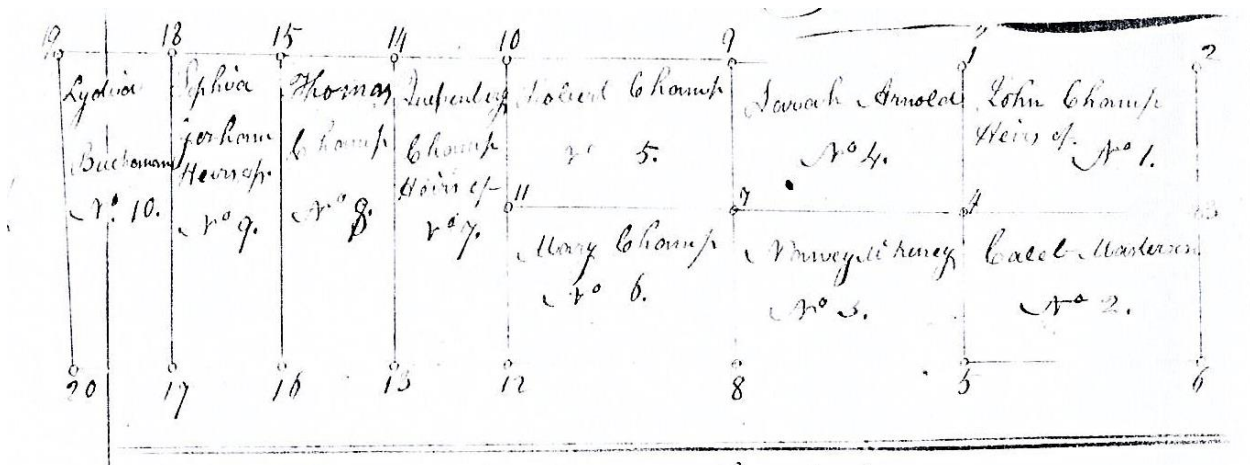 19 18 15 14 10 9 1 2
Lydia
Buchanan
No. 10.
Sophia
Jerham
Heirs of.
No 9.
Thomas
Champ
No 8.
Champ
Heirs of
No 7.
Robert Champ
No 5.
Sarah Arnold
No 4.
John Champ
Heirs of.
No 1.
11 7 4 3
Mary Champ
No 6.
No 3.
Caleb Masterson
No 2.
20 17 16 13 12 8 5 6